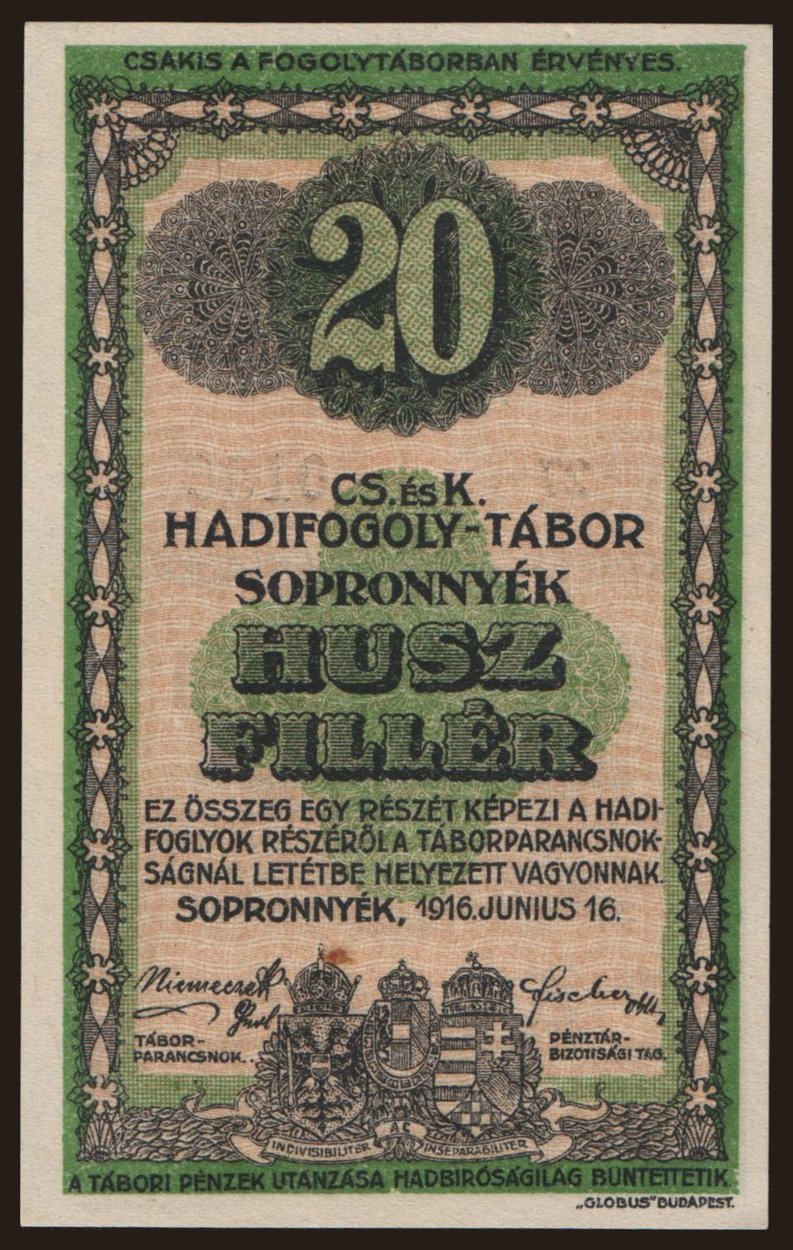 CSAKIS A FOGOLYTÁBORBAN ÉRVÉNYES.
20
CS. ÉS K.
HADIFOGOLY-TÁBOR
SOPRONNYÉK
HUSZ
FILLÉR
EZ ÖSSZEG EGY RÉSZÉT KÉPEZI A HADI-
FOGLYOK RÉSZÉRŐL A TÁBORPARANCSNOK-
SÁGNÁL LETÉTBE HELYEZETT VAGYONNAK.
SOPRONNYÉK, 1916. JUNIUS 16.
TÁBOR-
PARANCSNOK.
PÉNZTÁR-
BIZOTISÁGI TAG.
INDIVISIBILITER AC INSEPARABILITER
A TÁBORI PÉNZEK UTANZÁSA HADBIRÓSÁGILAG BÜNTETTETIK.
„GLOBUS" BUDAPEST.